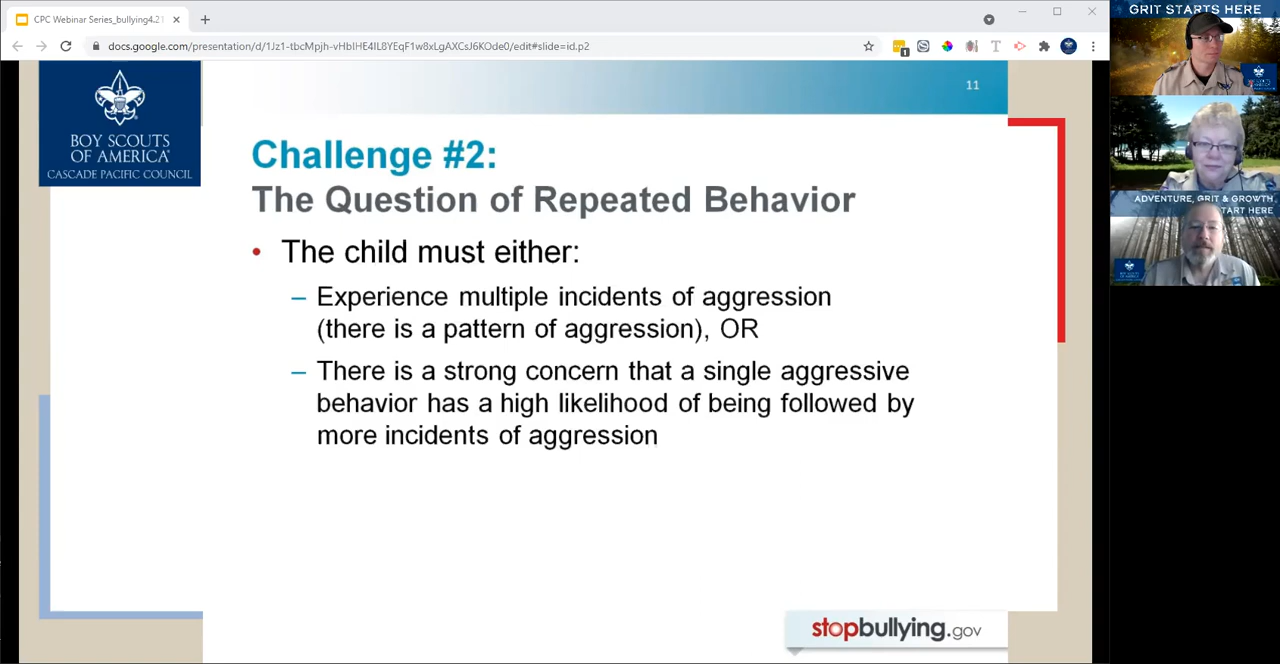 CPC Webinar Series_bullying4.2
docs.google.com/presentation/d/1Jz1-tbcMpjh-vHbIHE4IL8YEqF1w8xLgAXCsJ6KOde0/edit#slide=id.p2
11
BOY SCOUTS
OF AMERICA
CASCADE PACIFIC COUNCIL
Challenge #2:
The Question of Repeated Behavior
• The child must either:
– Experience multiple incidents of aggression
(there is a pattern of aggression), OR
– There is a strong concern that a single aggressive
behavior has a high likelihood of being followed by
more incidents of aggression
stopbullying.gov
GRIT STARTS HERE
ADVENTURE, GRIT & GROWTH
TART HERE